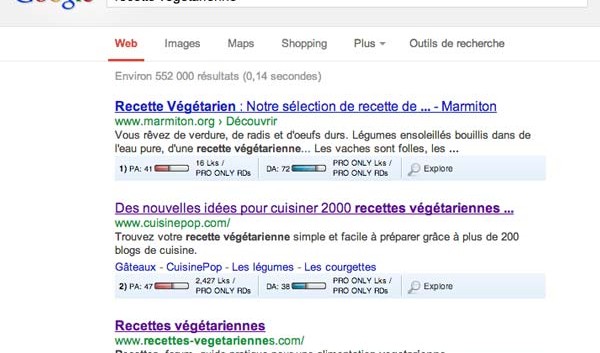 Google
recette végétarienne
Web Images Maps Shopping Plus Outils de recherche
Environ 552 000 résultats (0,14 secondes)
Recette Végétarien : Notre sélection de recette de ... - Marmiton
www.marmiton.org › Découvrir
Vous rêvez de verdure, de radis et d'oeufs durs. Légumes ensoleillés bouillis dans de
l'eau pure, d'une recette végétarienne... Les vaches sont folles, les ...
1) PA: 41 16 Lks / PRO ONLY RDs DA: 72 PRO ONLY Lks / PRO ONLY RDs Explore
Des nouvelles idées pour cuisiner 2000 recettes végétariennes ...
www.cuisinepop.com/
Trouvez votre recette végétarienne simple et facile à préparer grâce à plus de 200
blogs de cuisine.
Gâteaux - CuisinePop - Les légumes - Les courgettes
2) PA: 47 2,427 Lks / PRO ONLY RDs DA: 38 PRO ONLY Lks / PRO ONLY RDs Explore
Recettes végétariennes
www.recettes-vegetariennes.com/